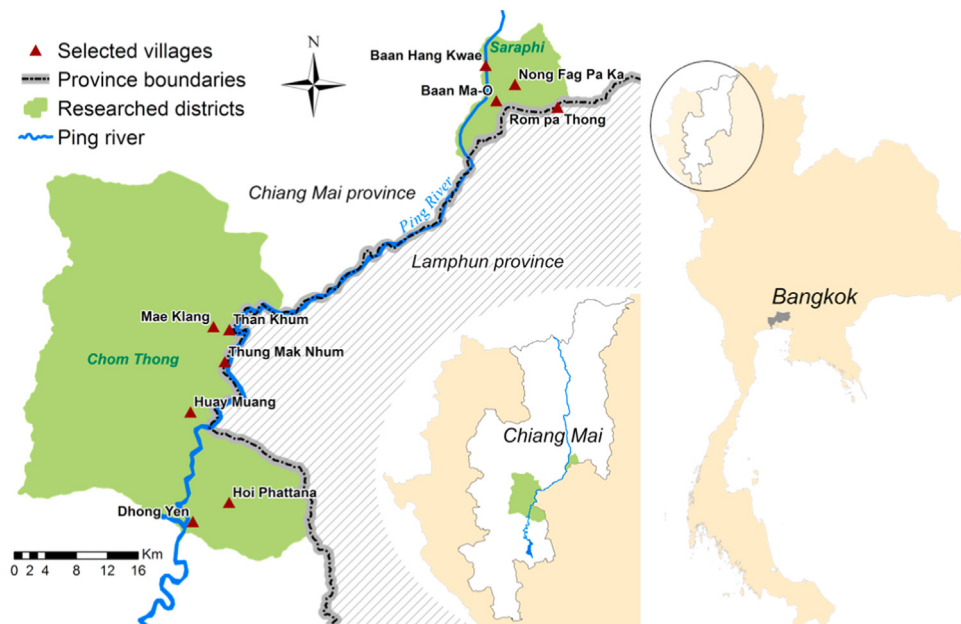 Selected villages
Province boundaries
Researched districts
Ping river
N
Saraphi
Baan Hang Kwae
Nong Fag Pa Ka
Baan Ma-O
Rom pa Thong
Chiang Mai province
Ping River
Lamphun province
Mae Klang
Than Khum
Chom Thong
Thung Mak Nhum
Huay Muang
Hoi Phattana
Dhong Yen
Km
0 2 4 8 12 16
Chiang Mai
Bangkok